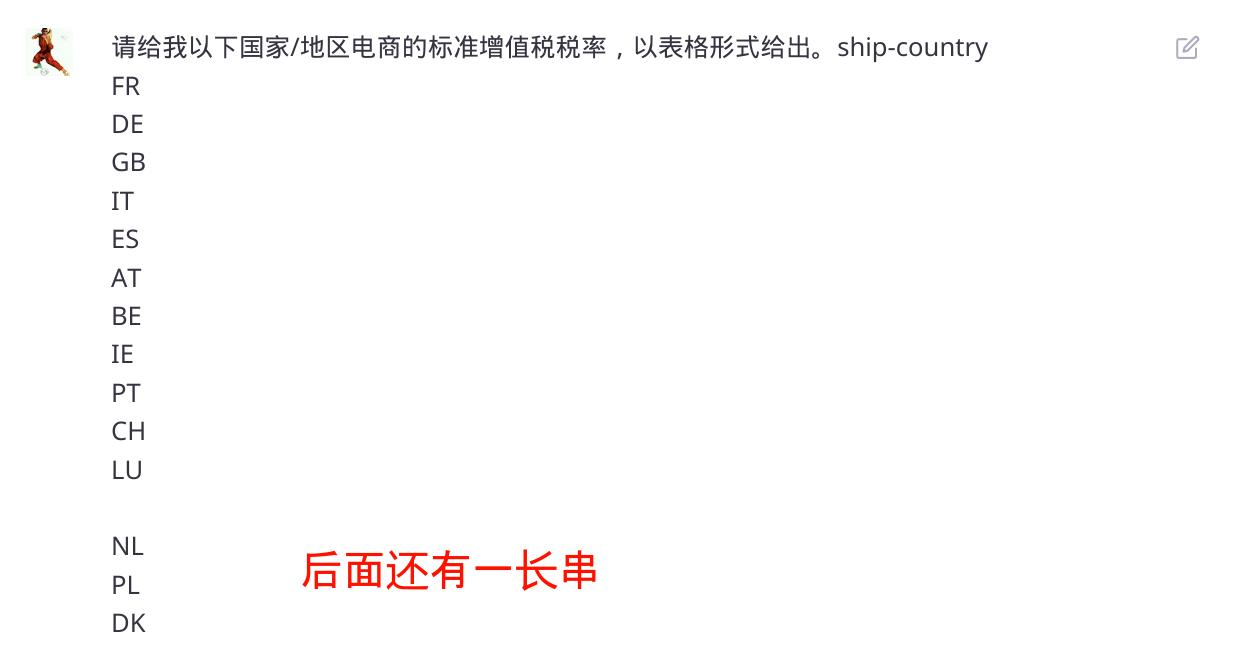 请给我以下国家/地区电商的标准增值税税率，以表格形式给出。ship-country
FR
DE
GB
IT
ES
AT
BE
IE
PT
CH
LU
NL
PL
DK
后面还有一长串